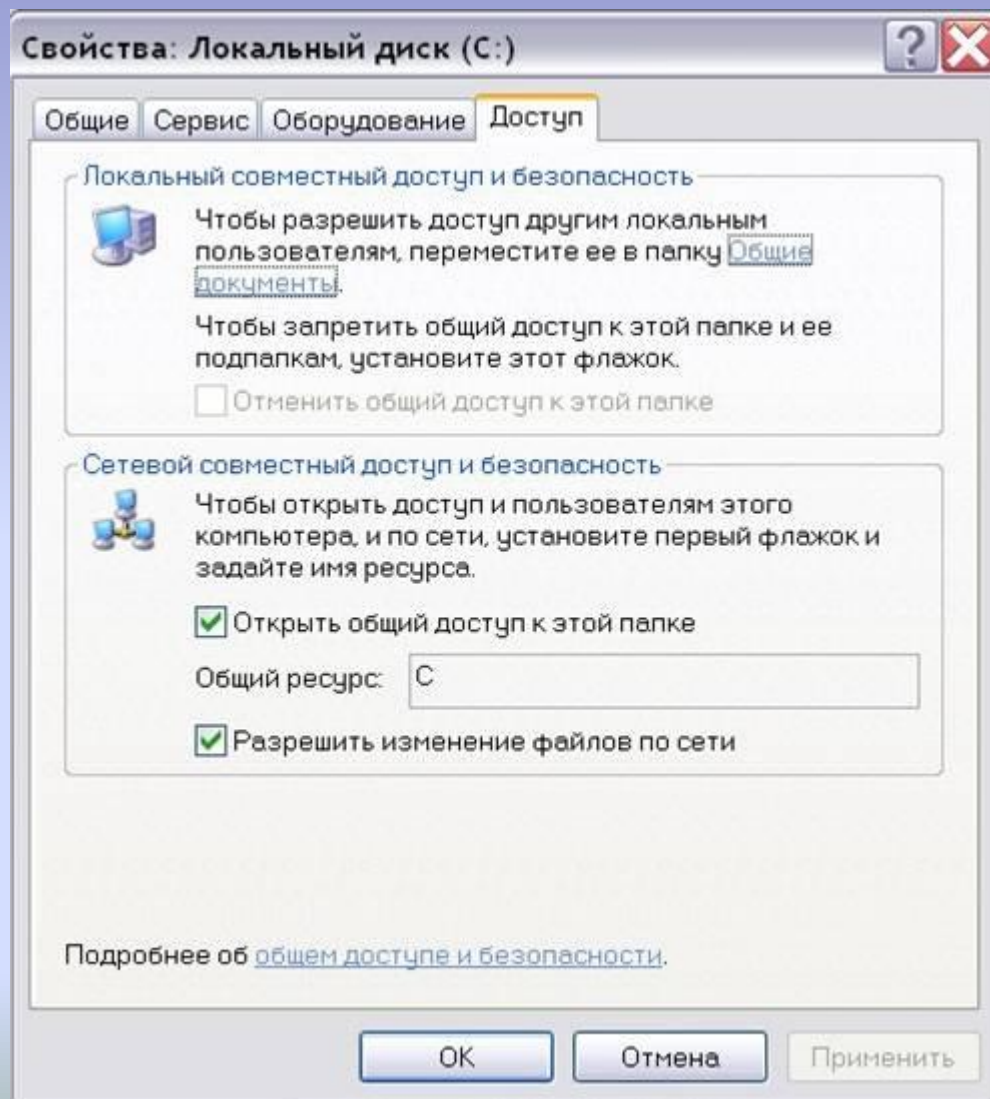 Свойства: Локальный диск (C:)
Общие Сервис Оборудование Доступ
Локальный совместный доступ и безопасность
Чтобы разрешить доступ другим локальным
пользователям, переместите ее в папку Общие
документы.
Чтобы запретить общий доступ к этой папке и ее
подпапкам, установите этот флажок.
Отменить общий доступ к этой папке
Сетевой совместный доступ и безопасность
Чтобы открыть доступ и пользователям этого
компьютера, и по сети, установите первый флажок и
задайте имя ресурса.
Открыть общий доступ к этой папке
Общий ресурс: C
Разрешить изменение файлов по сети
Подробнее об общем доступе и безопасности.
OK Отмена Применить